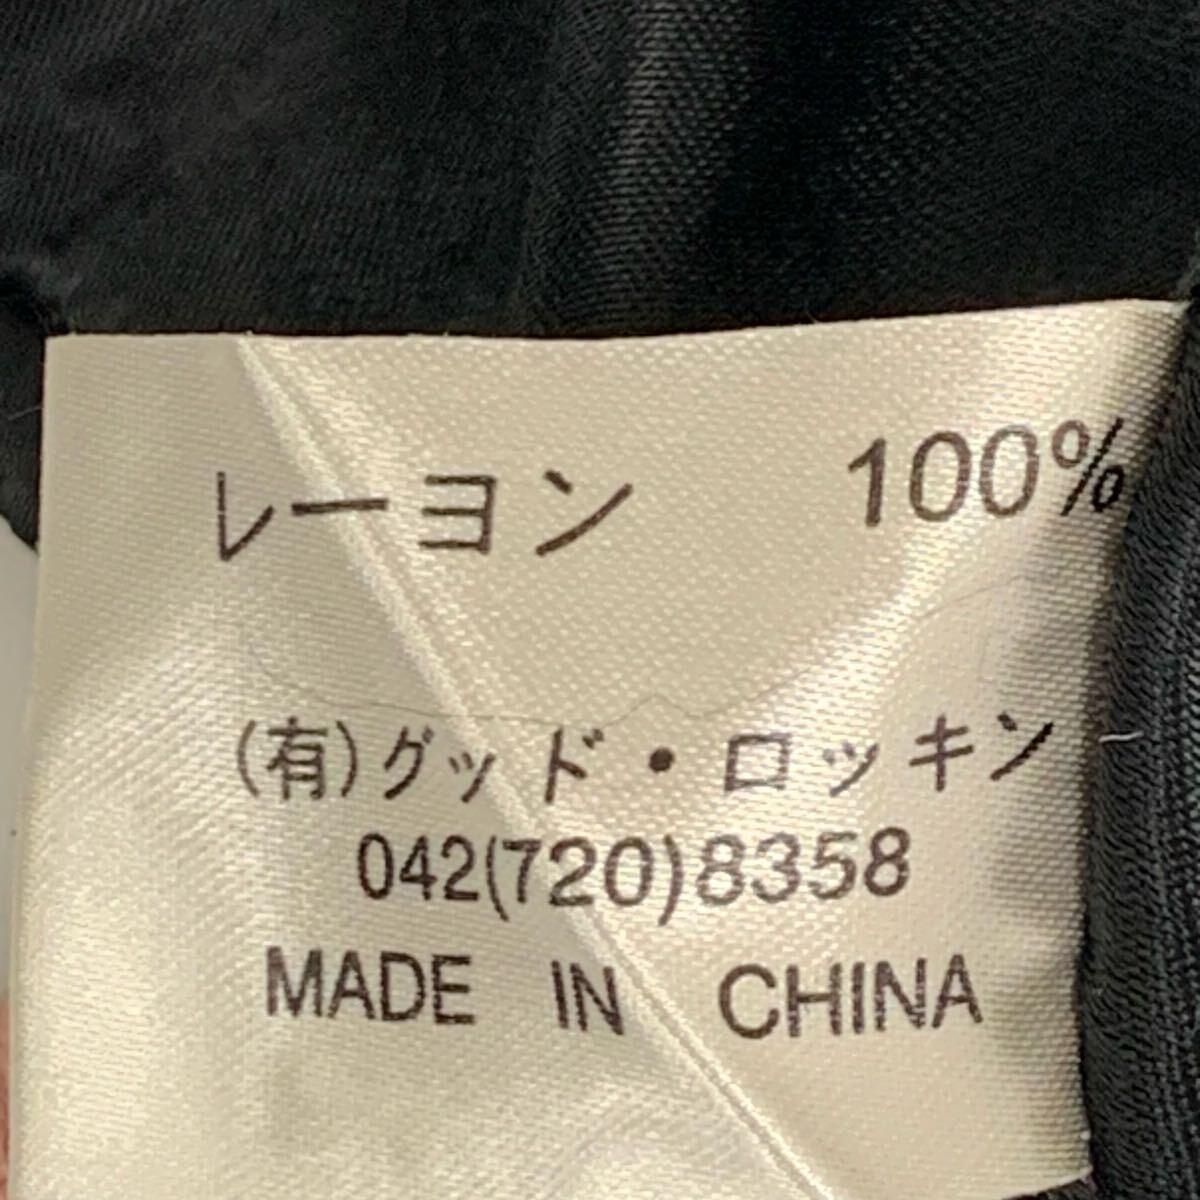 レーヨン 100%
(有)グッド・ロッキン
042(720)8358
MADE IN CHINA